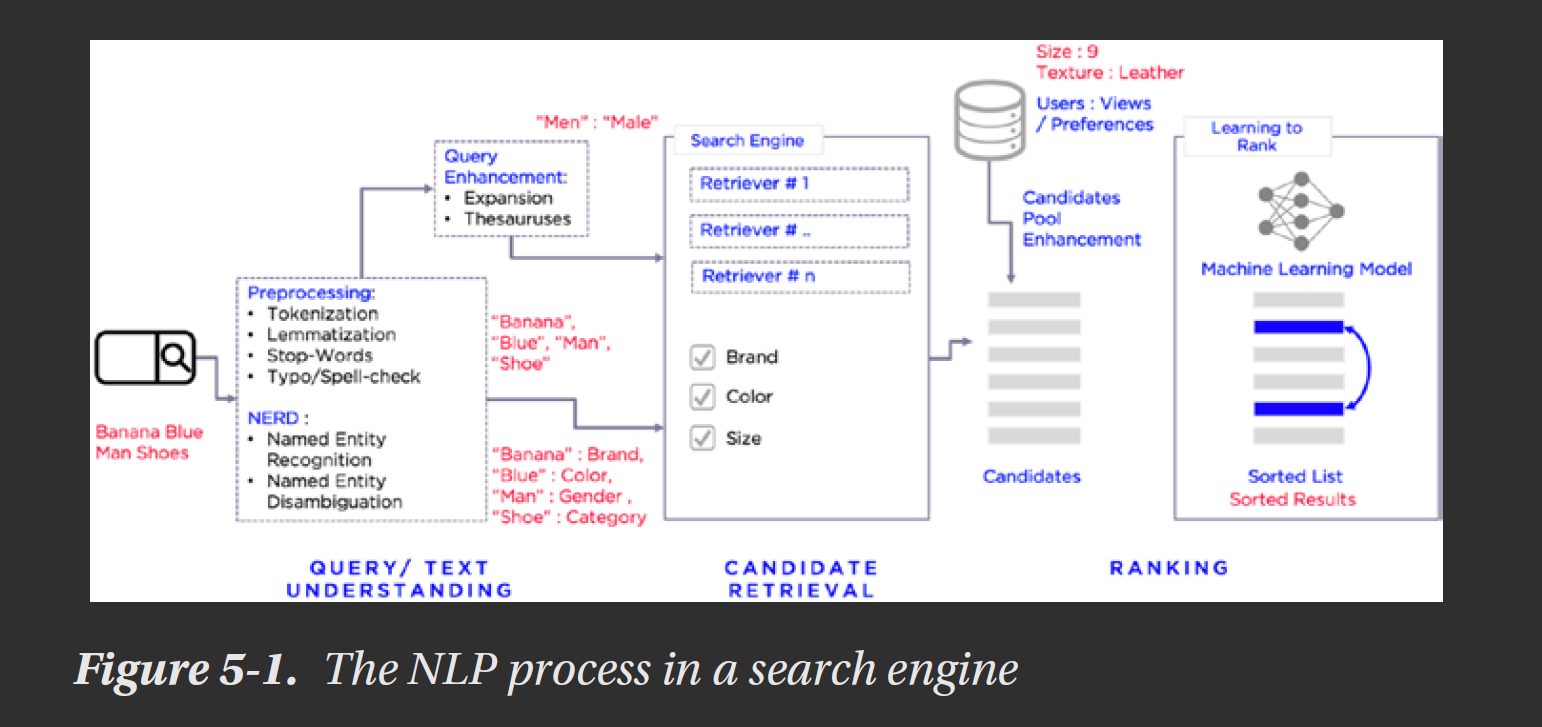 Size : 9
Texture : Leather
Users : Views
/ Preferences
"Men" : "Male"
Query
Enhancement:
• Expansion
• Thesauruses
Search Engine
Retriever # 1
Retriever # ..
Retriever # n
Brand
Color
Size
Learning to
Rank
Candidates
Pool
Enhancement
Machine Learning Model
Preprocessing:
• Tokenization
• Lemmatization
• Stop-Words
• Typo/Spell-check
NERD :
• Named Entity
Recognition
• Named Entity
Disambiguation
"Banana",
"Blue", "Man",
"Shoe"
Banana Blue
Man Shoes
"Banana" : Brand,
"Blue" : Color,
"Man" : Gender ,
"Shoe" : Category
Candidates
Sorted List
Sorted Results
QUERY/ TEXT
UNDERSTANDING
CANDIDATE
RETRIEVAL
RANKING
Figure 5-1. The NLP process in a search engine